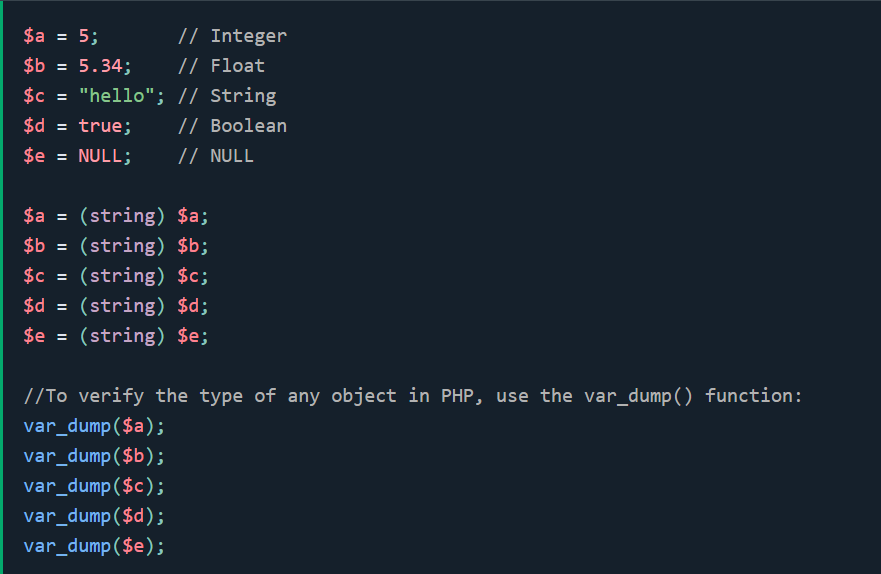 $a = 5;       // Integer
$b = 5.34;    // Float
$c = "hello"; // String
$d = true;    // Boolean
$e = NULL;    // NULL

$a = (string) $a;
$b = (string) $b;
$c = (string) $c;
$d = (string) $d;
$e = (string) $e;

//To verify the type of any object in PHP, use the var_dump() function:
var_dump($a);
var_dump($b);
var_dump($c);
var_dump($d);
var_dump($e);